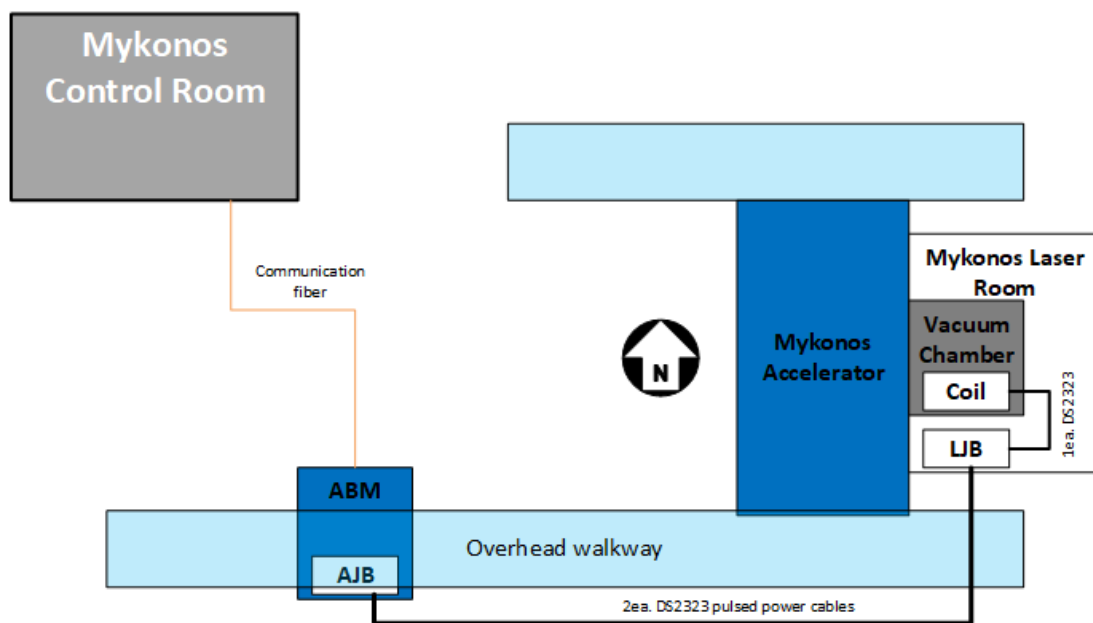 Mykonos
Control Room
Communication
fiber
Mykonos Laser
Room
Vacuum
Chamber
Mykonos
Accelerator
N
Coil
1ea. DS2323
LJB
ABM
Overhead walkway
AJB
2ea. DS2323 pulsed power cables